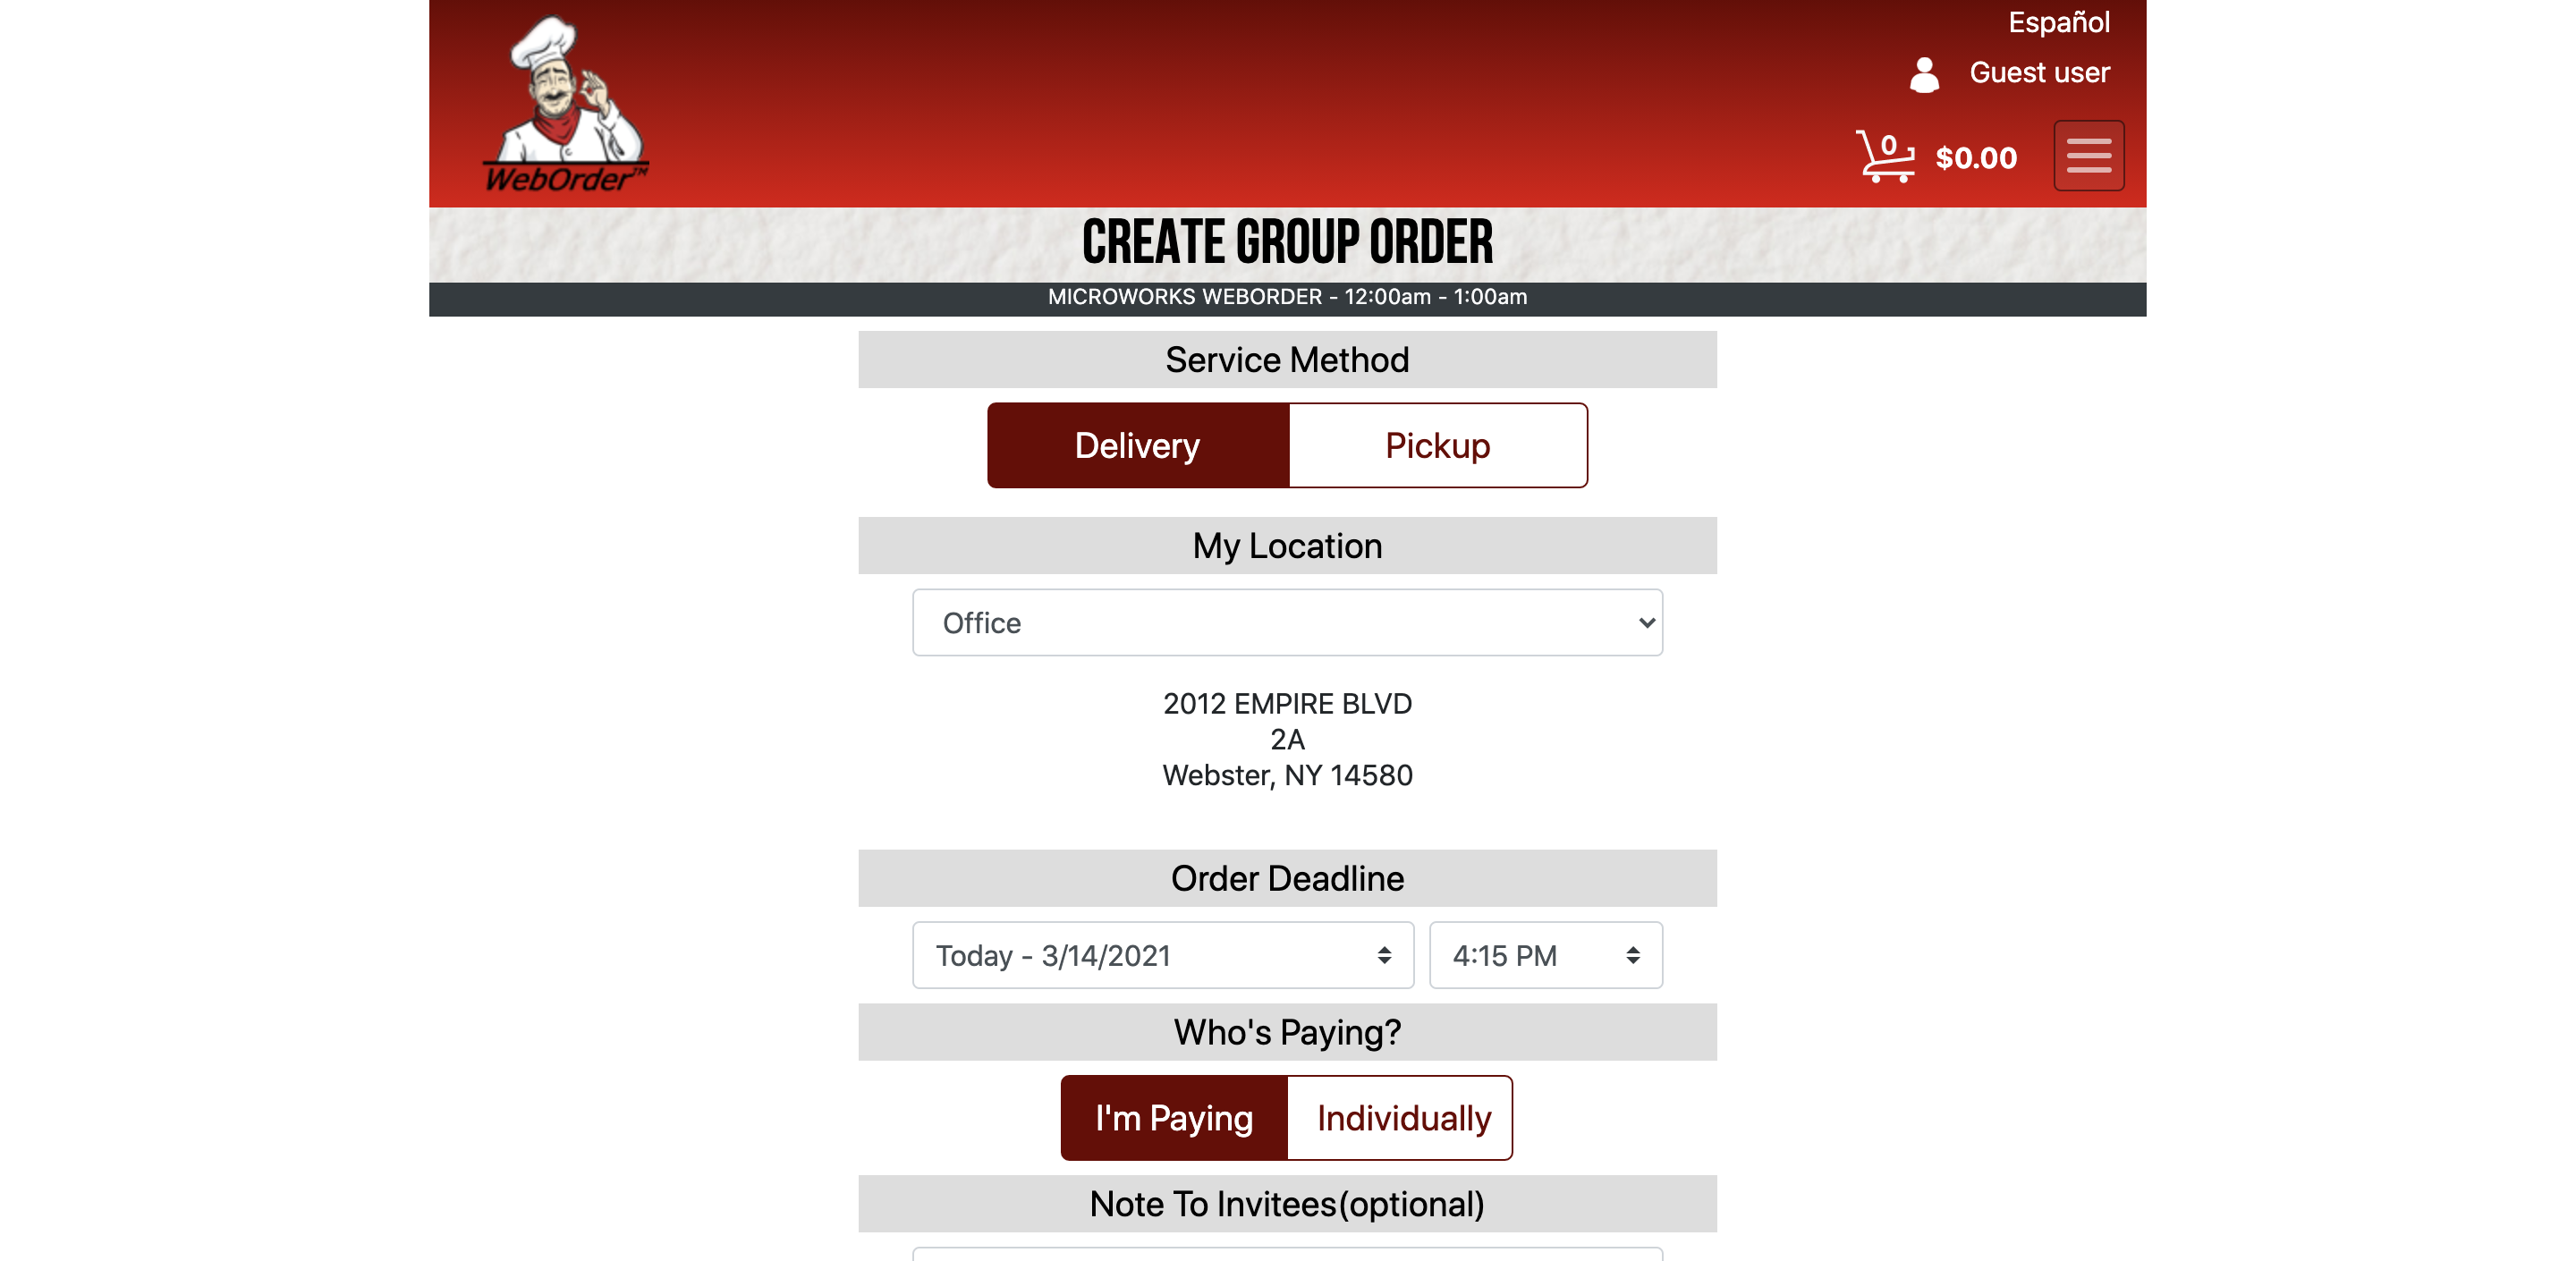 Español
Guest user
0 $0.00
WebOrder™
CREATE GROUP ORDER
MICROWORKS WEBORDER - 12:00am - 1:00am
Service Method
Delivery Pickup
My Location
Office
2012 EMPIRE BLVD
2A
Webster, NY 14580
Order Deadline
Today - 3/14/2021 4:15 PM
Who's Paying?
I'm Paying Individually
Note To Invitees(optional)